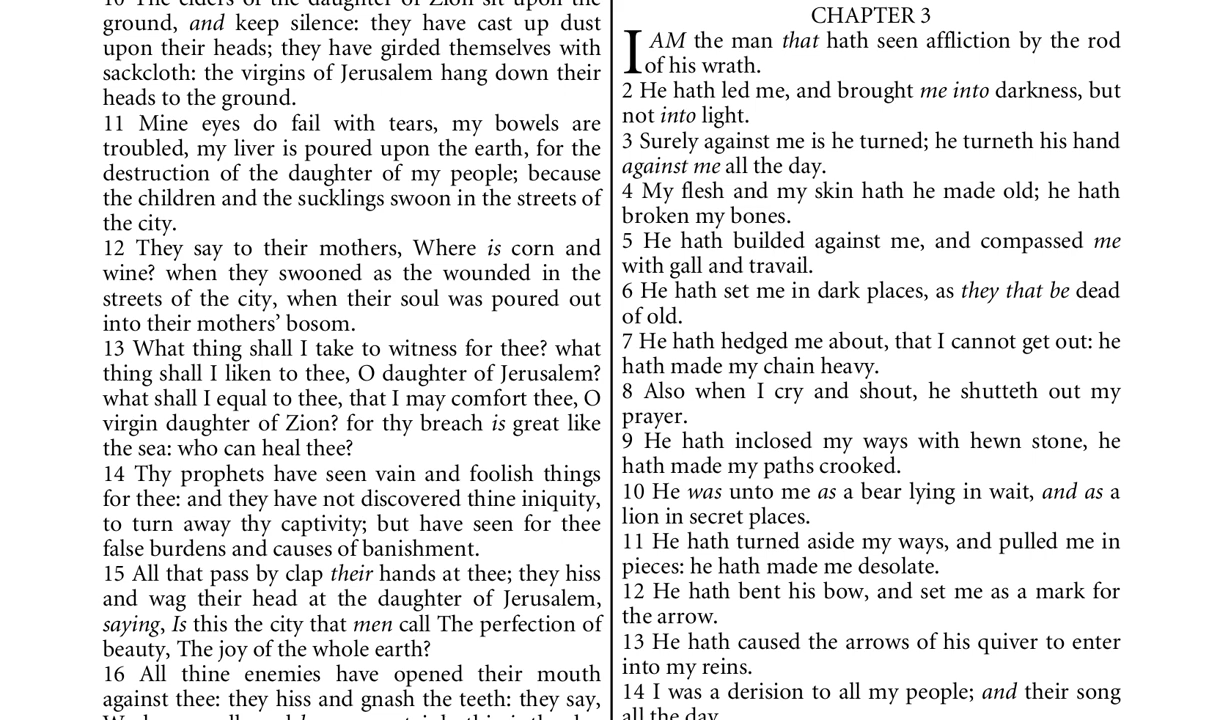 10 The elders of the daughter of Zion sit upon the
ground, and keep silence: they have cast up dust
upon their heads; they have girded themselves with
sackcloth: the virgins of Jerusalem hang down their
heads to the ground.
11 Mine eyes do fail with tears, my bowels are
troubled, my liver is poured upon the earth, for the
destruction of the daughter of my people; because
the children and the sucklings swoon in the streets of
the city.
12 They say to their mothers, Where is corn and
wine? when they swooned as the wounded in the
streets of the city, when their soul was poured out
into their mothers’ bosom.
13 What thing shall I take to witness for thee? what
thing shall I liken to thee, O daughter of Jerusalem?
what shall I equal to thee, that I may comfort thee, O
virgin daughter of Zion? for thy breach is great like
the sea: who can heal thee?
14 Thy prophets have seen vain and foolish things
for thee: and they have not discovered thine iniquity,
to turn away thy captivity; but have seen for thee
false burdens and causes of banishment.
15 All that pass by clap their hands at thee; they hiss
and wag their head at the daughter of Jerusalem,
saying, Is this the city that men call The perfection of
beauty, The joy of the whole earth?
16 All thine enemies have opened their mouth
against thee: they hiss and gnash the teeth: they say,
CHAPTER 3
I AM the man that hath seen affliction by the rod
of his wrath.
2 He hath led me, and brought me into darkness, but
not into light.
3 Surely against me is he turned; he turneth his hand
against me all the day.
4 My flesh and my skin hath he made old; he hath
broken my bones.
5 He hath builded against me, and compassed me
with gall and travail.
6 He hath set me in dark places, as they that be dead
of old.
7 He hath hedged me about, that I cannot get out: he
hath made my chain heavy.
8 Also when I cry and shout, he shutteth out my
prayer.
9 He hath inclosed my ways with hewn stone, he
hath made my paths crooked.
10 He was unto me as a bear lying in wait, and as a
lion in secret places.
11 He hath turned aside my ways, and pulled me in
pieces: he hath made me desolate.
12 He hath bent his bow, and set me as a mark for
the arrow.
13 He hath caused the arrows of his quiver to enter
into my reins.
14 I was a derision to all my people; and their song
all the day.